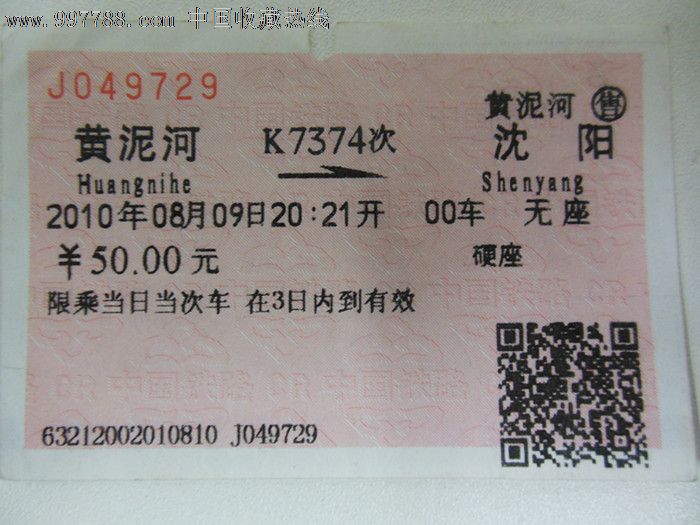 www.997788.com 中国收藏热线
J049729
黄泥河 售
黄泥河 K7374次 沈阳
Huangnihe Shenyang
2010年08月09日20:21开 00车 无座
￥50.00元 硬座
限乘当日当次车 在3日内到有效
63212002010810 J049729